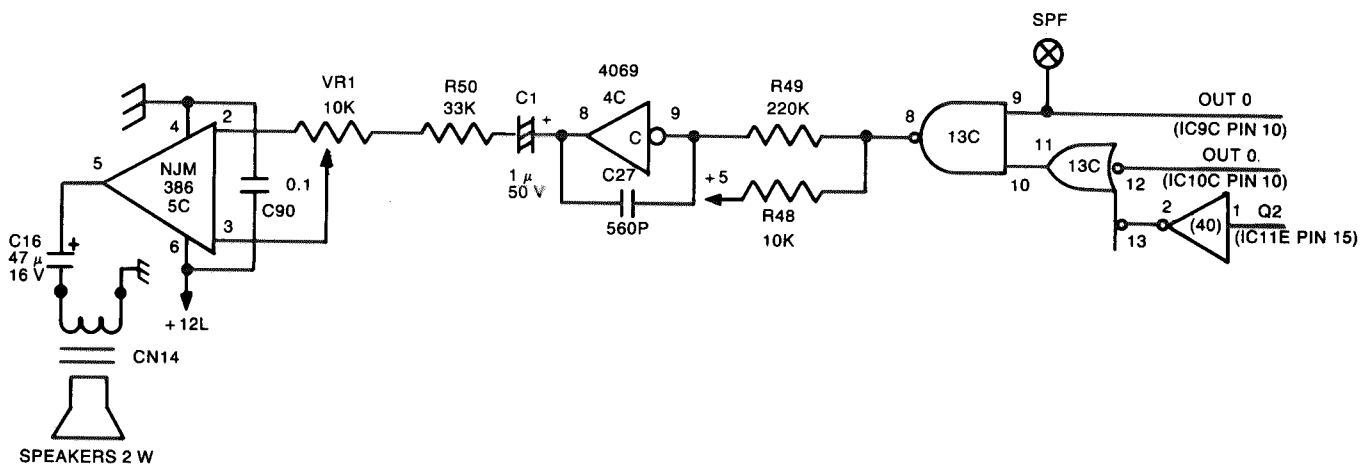 SPF
VR1
10K
R50
33K
C1
+
1 μ
50 V
4069
4C
8
9
C
C27
560P
R49
220K
+5
R48
10K
8
13C
9
10
OUT 0
(IC9C PIN 10)
11
13C
12
OUT 0.
(IC10C PIN 10)
13
2
(40)
1
Q2
(IC11E PIN 15)
4
2
5
NJM
386
5C
3
6
0.1
C90
C16
47 μ
16 V
+
+12L
CN14
SPEAKERS 2 W